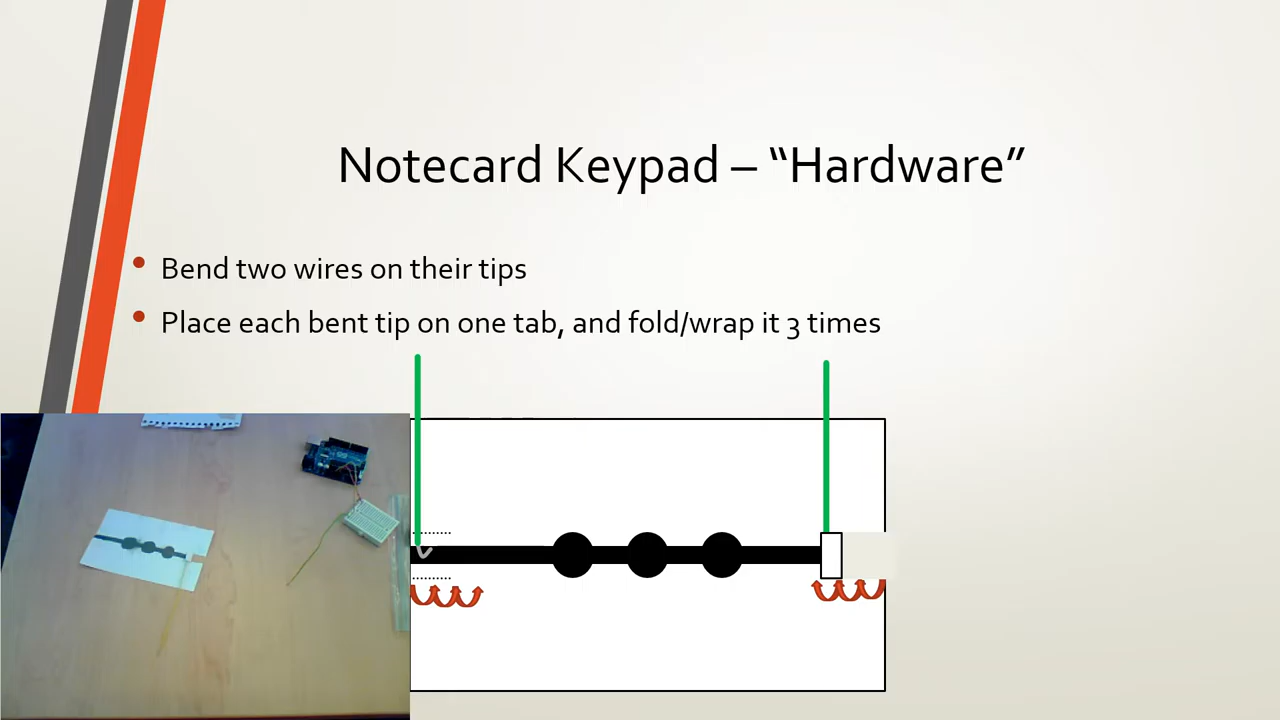 Notecard Keypad – “Hardware”
Bend two wires on their tips
Place each bent tip on one tab, and fold/wrap it 3 times